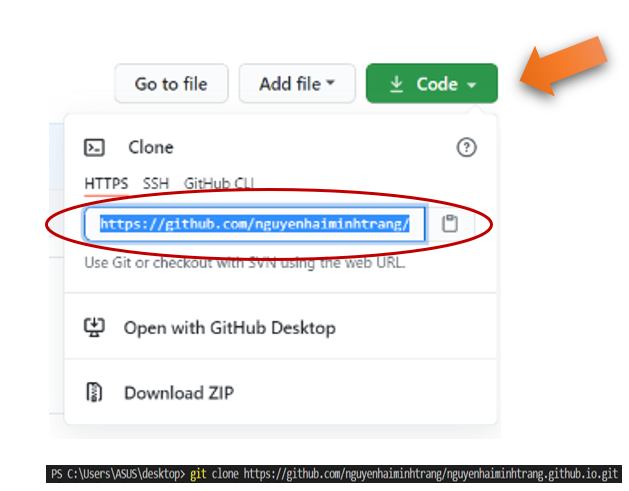 Go to file Add file Code
Clone
HTTPS SSH GitHub CLI
https://github.com/nguyenhaiminhtrang/
Use Git or checkout with SVN using the web URL.
Open with GitHub Desktop
Download ZIP
PS C:\Users\ASUS\desktop> git clone https://github.com/nguyenhaiminhtrang/nguyenhaiminhtrang.github.io.git